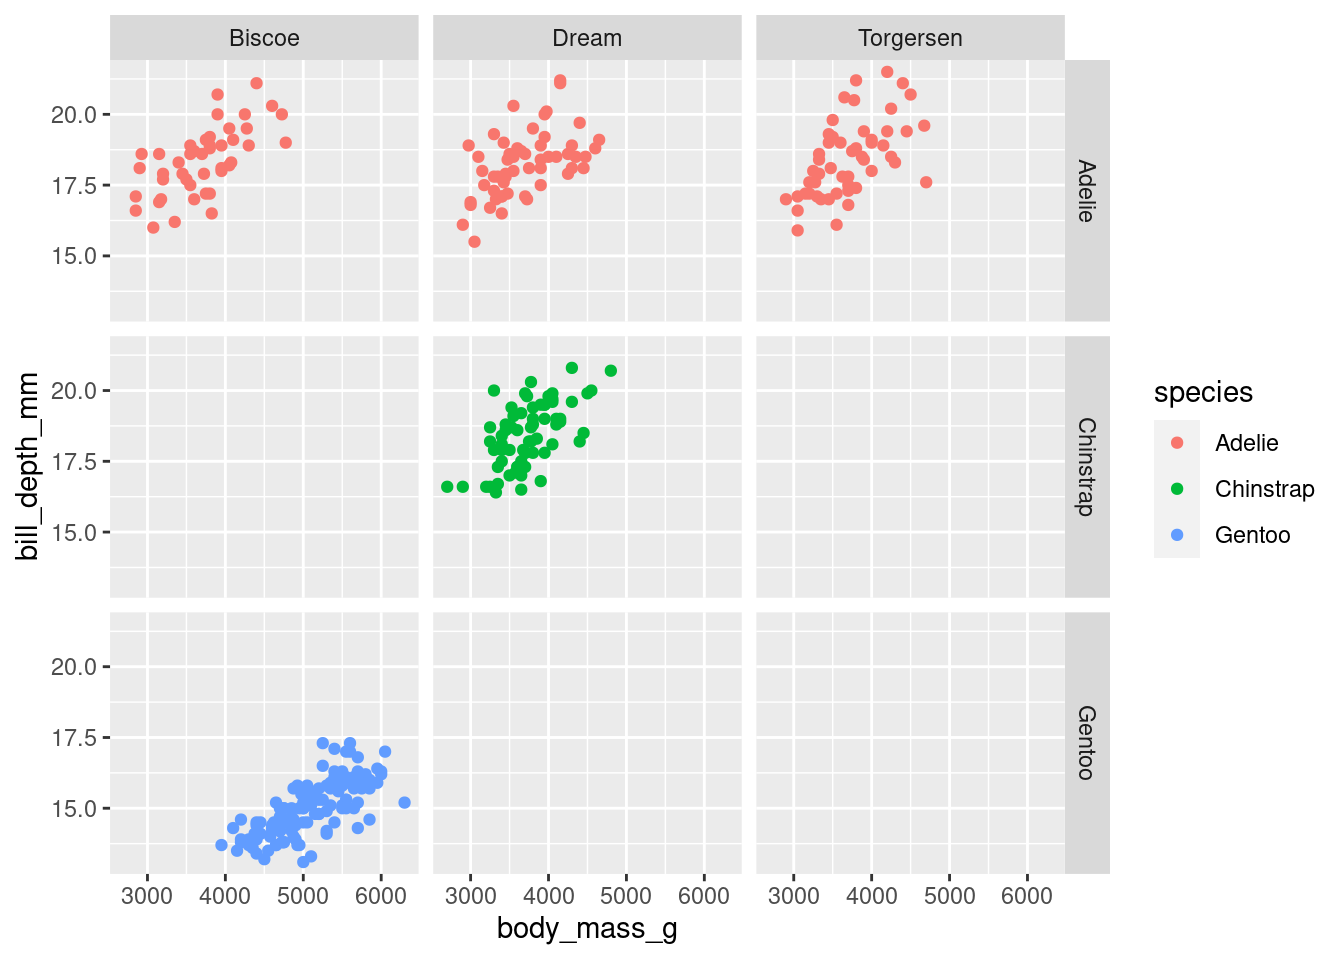 Biscoe Dream Torgersen
20.0
17.5
15.0
Adelie
20.0
17.5
15.0
Chinstrap
20.0
17.5
15.0
Gentoo
3000 4000 5000 6000 3000 4000 5000 6000 3000 4000 5000 6000
body_mass_g
bill_depth_mm
species
Adelie
Chinstrap
Gentoo